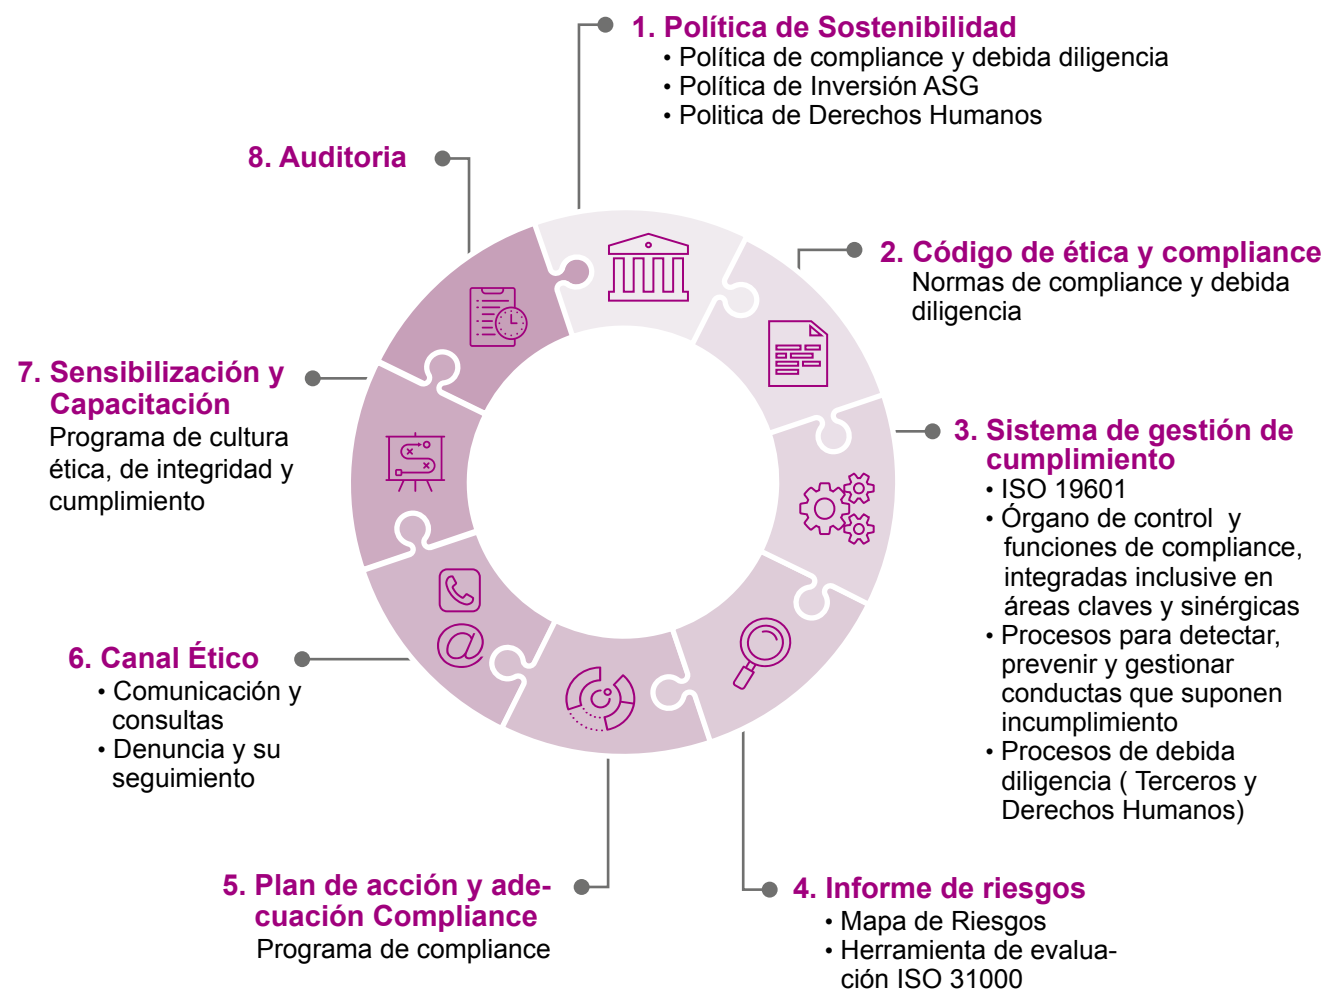 1. Política de Sostenibilidad
• Política de compliance y debida diligencia
• Política de Inversión ASG
• Politica de Derechos Humanos
2. Código de ética y compliance
Normas de compliance y debida
diligencia
3. Sistema de gestión de
cumplimiento
• ISO 19601
• Órgano de control y
funciones de compliance,
integradas inclusive en
áreas claves y sinérgicas
• Procesos para detectar,
prevenir y gestionar
conductas que suponen
incumplimiento
• Procesos de debida
diligencia ( Terceros y
Derechos Humanos)
4. Informe de riesgos
• Mapa de Riesgos
• Herramienta de evalua-
ción ISO 31000
5. Plan de acción y ade-
cuación Compliance
Programa de compliance
6. Canal Ético
• Comunicación y
consultas
• Denuncia y su
seguimiento
7. Sensibilización y
Capacitación
Programa de cultura
ética, de integridad y
cumplimiento
8. Auditoria
@